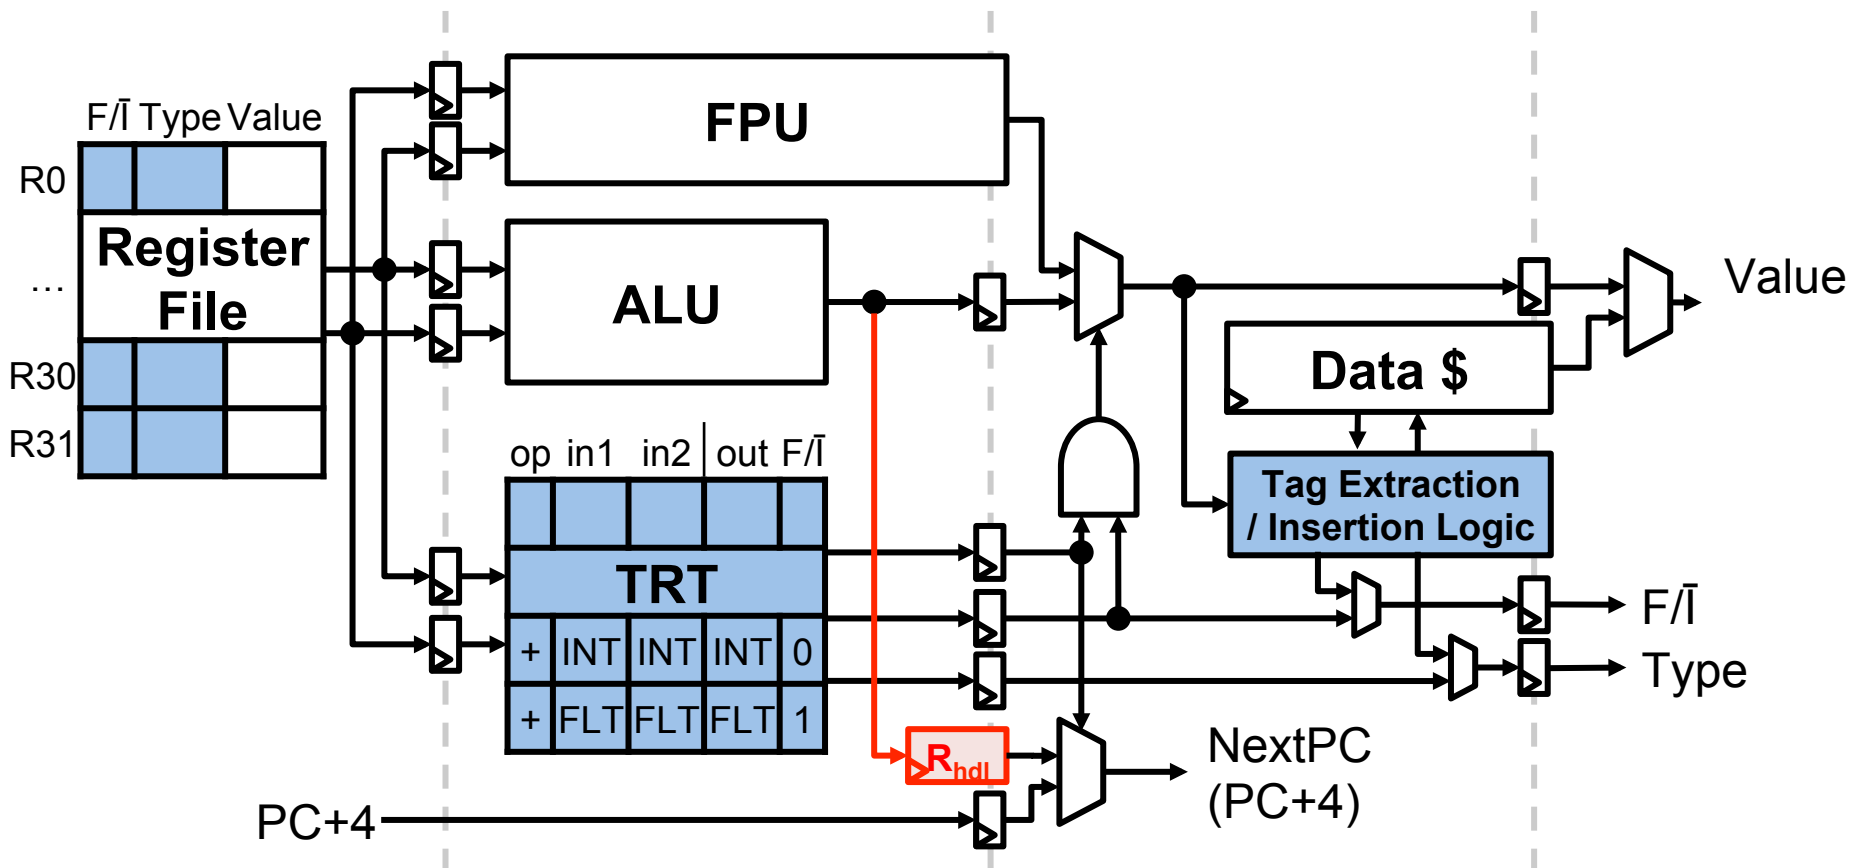 F/Ī Type Value
R0
Register
File
...
R30
R31
FPU
ALU
op in1 in2 out F/Ī
TRT
+ INT INT INT 0
+ FLT FLT FLT 1
Rhdl
PC+4
Data $
Tag Extraction
/ Insertion Logic
Value
F/Ī
Type
NextPC
(PC+4)